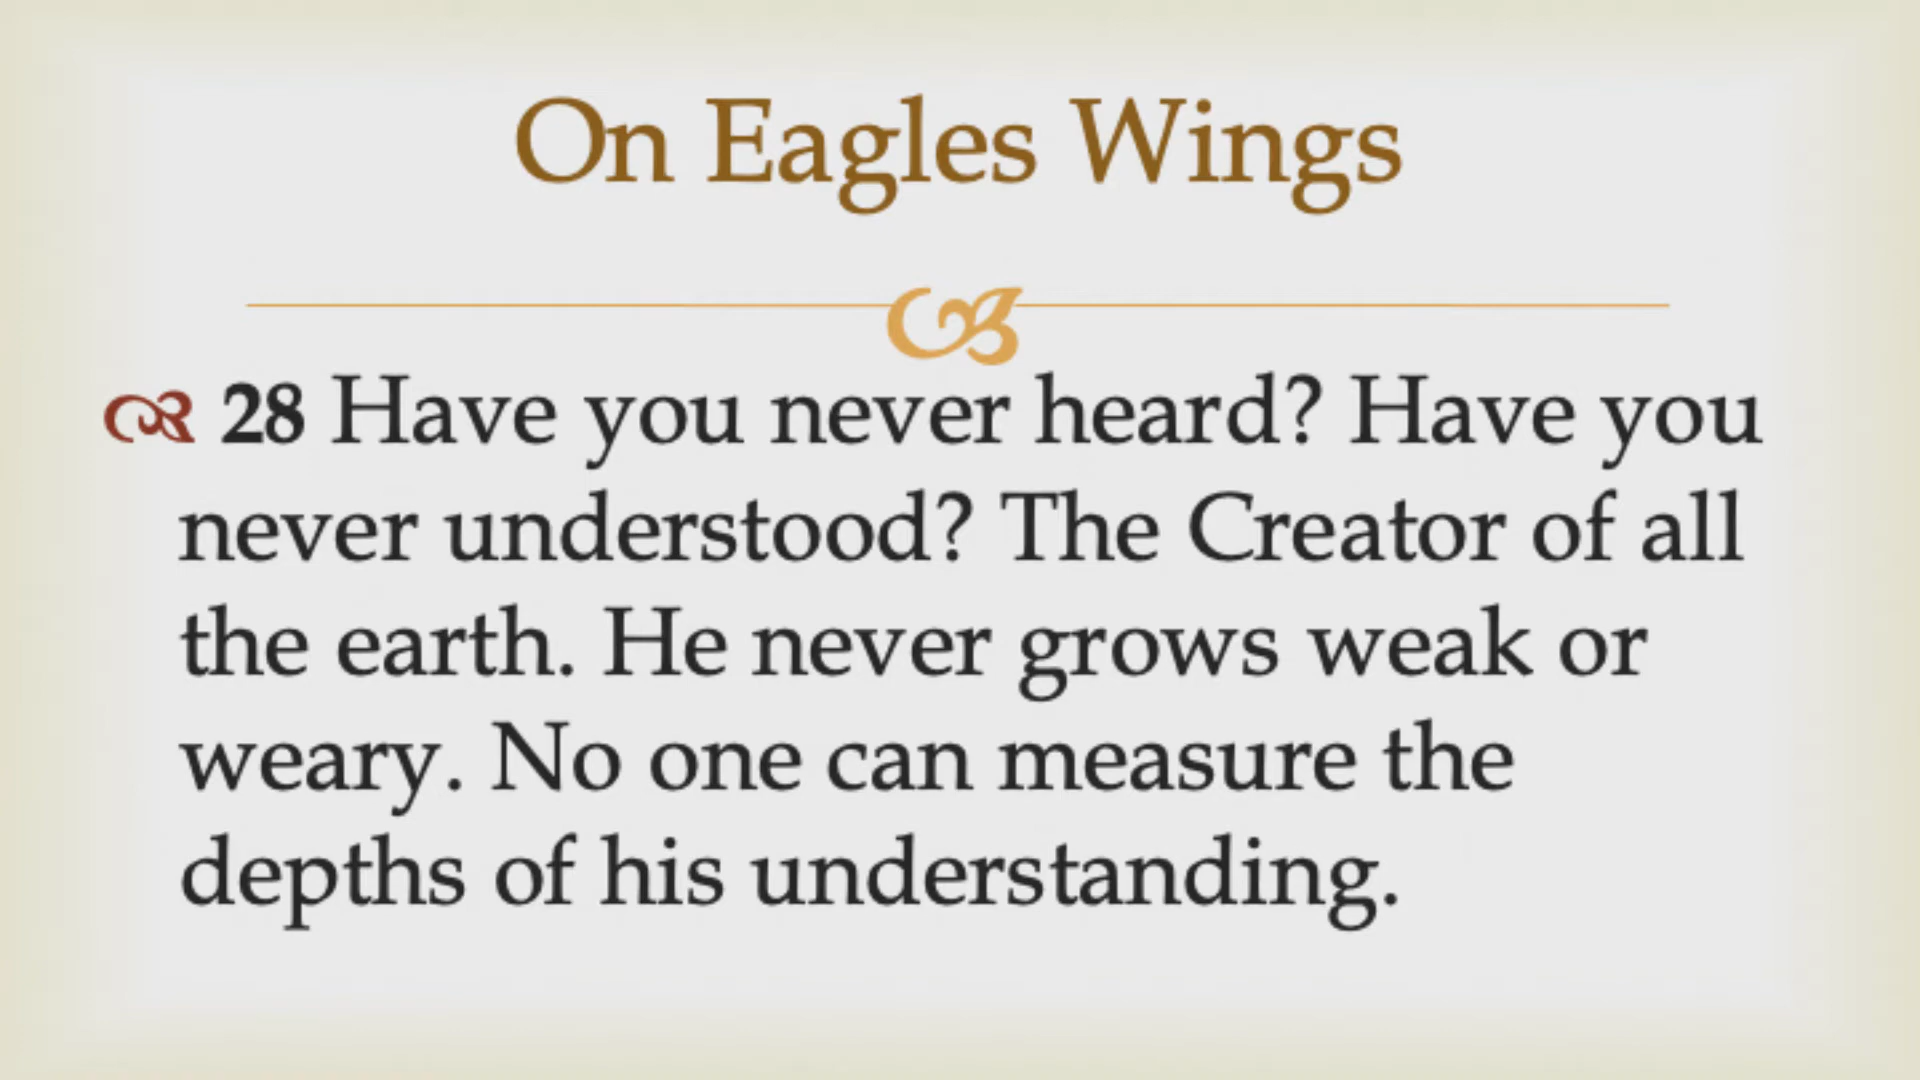 On Eagles Wings
28 Have you never heard? Have you
never understood? The Creator of all
the earth. He never grows weak or
weary. No one can measure the
depths of his understanding.